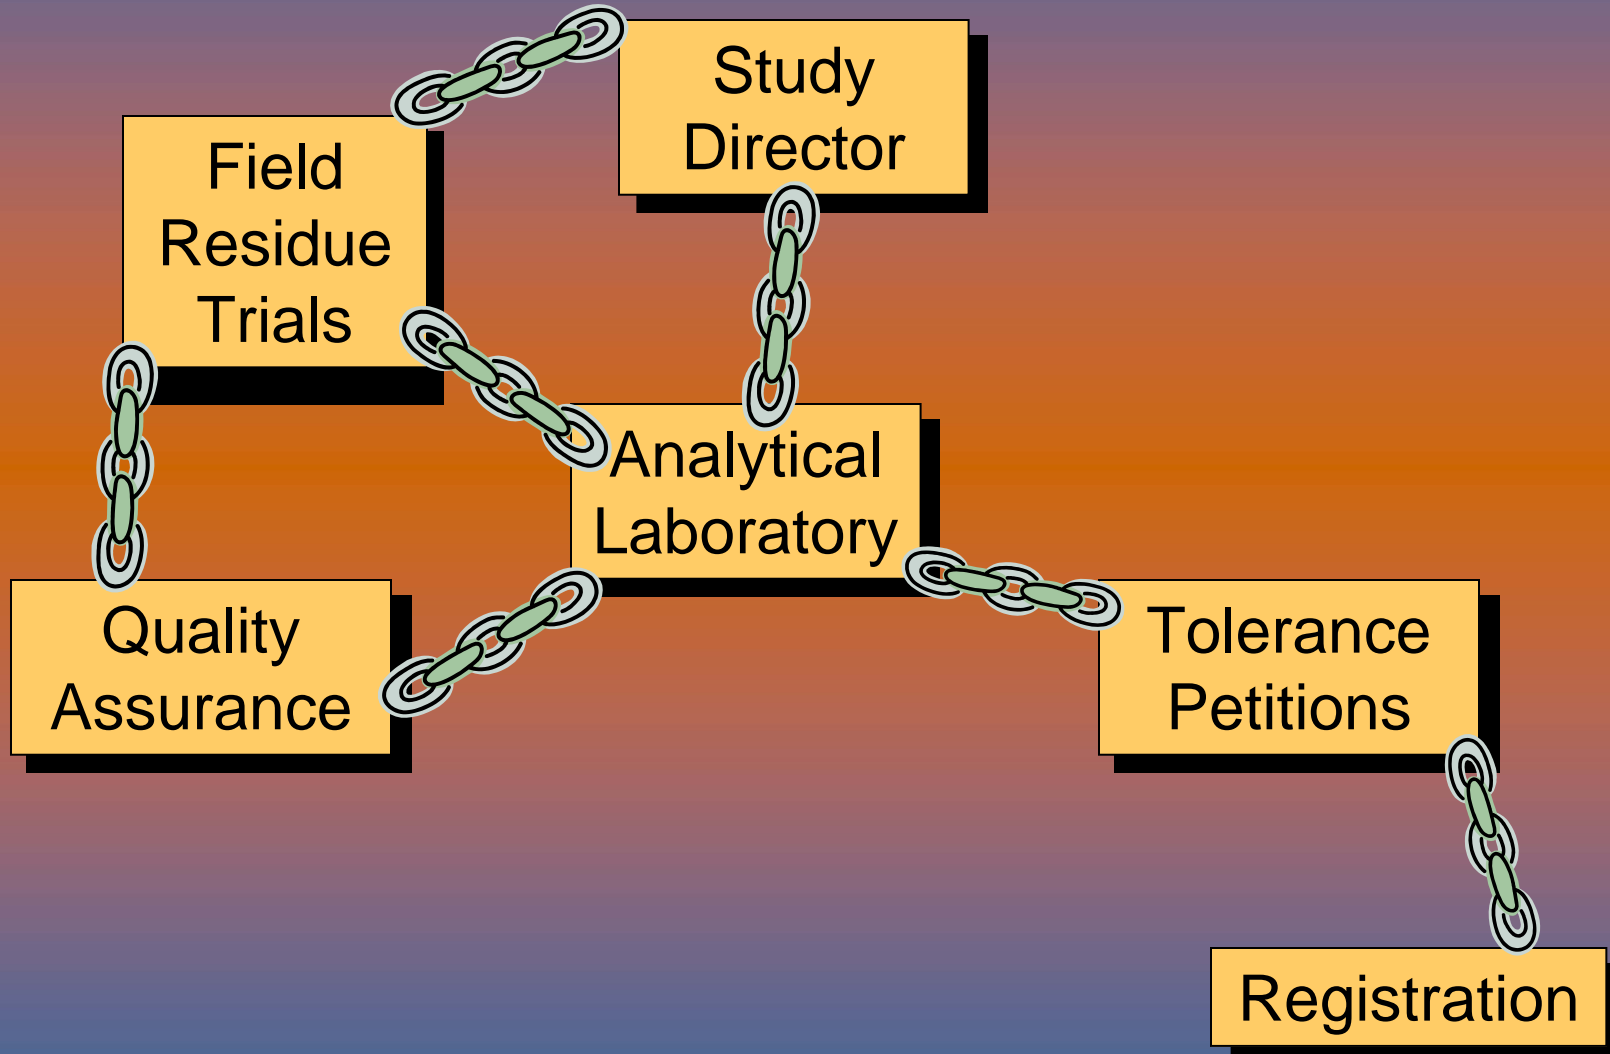 Study
Director
Field
Residue
Trials
Analytical
Laboratory
Quality
Assurance
Tolerance
Petitions
Registration